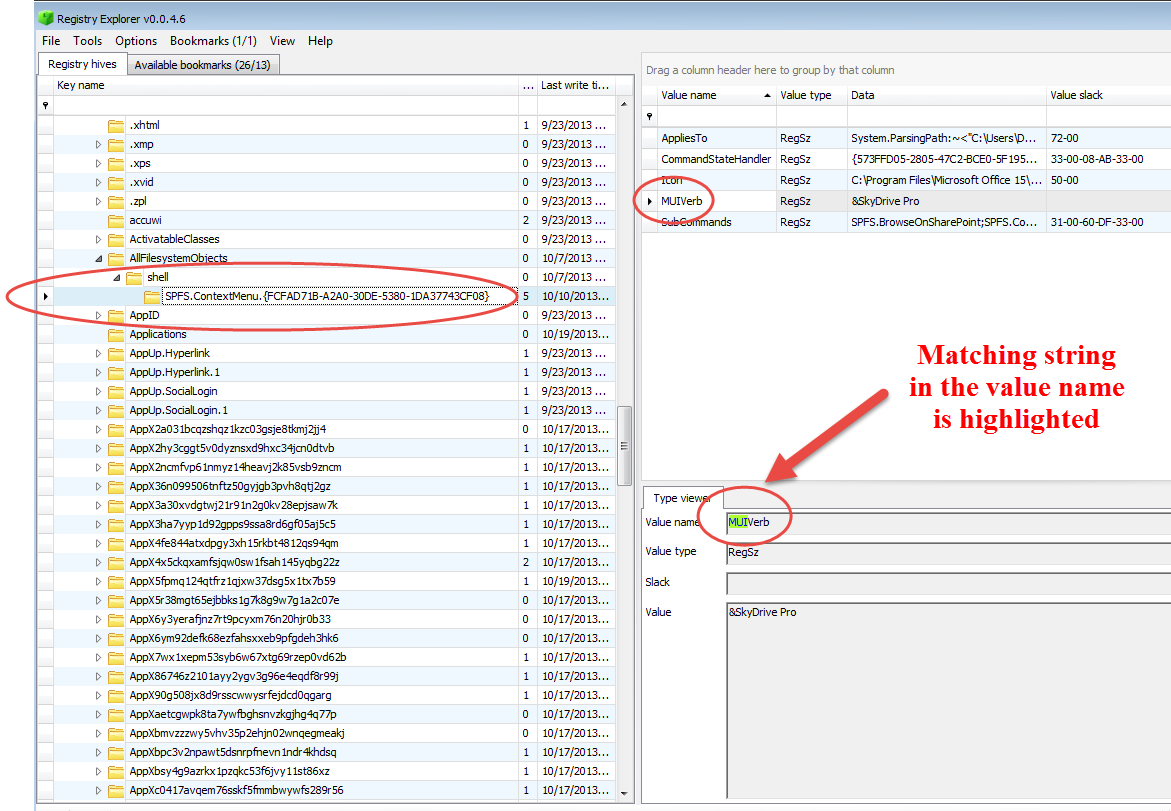 Registry Explorer v0.0.4.6
File Tools Options Bookmarks (1/1) View Help
Registry hives Available bookmarks (26/13)
Key name ... Last write ti...
.xhtml 1 9/23/2013 ...
.xmp 0 9/23/2013 ...
.xps 0 9/23/2013 ...
.xvid 0 9/23/2013 ...
.zpl 0 9/23/2013 ...
accuwi 2 9/23/2013 ...
ActivatableClasses 0 9/23/2013 ...
AllFilesystemObjects 0 10/7/2013 ...
shell 0 10/7/2013 ...
SPFS.ContextMenu.{FCFAD71B-A2A0-30DE-5380-1DA37743CF08} 5 10/10/2013...
AppID 0 9/23/2013 ...
Applications 0 10/19/2013...
AppUp.Hyperlink 1 9/23/2013 ...
AppUp.Hyperlink.1 1 9/23/2013 ...
AppUp.SocialLogin 1 9/23/2013 ...
AppUp.SocialLogin.1 1 9/23/2013 ...
AppX2a031bcqzshqz1kzc03gsje8tkmj2jj4 0 10/17/2013...
AppX2hy3cggt5v0dyznsxd9hxc34jcn0dtvb 1 10/17/2013...
AppX2ncmfvp61nmyz14heavj2k85vsb9zncm 1 10/17/2013...
AppX36n099506tnftz50gyjgb3pvh8qtj2gz 1 10/17/2013...
AppX3a30xvdgtwj21r91n2g0kv28epjsaw7k 1 10/17/2013...
AppX3ha7yyp1d92gpps9ssa8rd6gf05aj5c5 1 10/17/2013...
AppX4fe844atxdpgy3xh15rkbt4812qs94qm 1 10/17/2013...
AppX4x5ckqxamfsjqw0sw1fsah145yqbg22z 2 10/17/2013...
AppX5fpmq124qtfrz1qjxw37dsg5x1tx7b59 1 10/19/2013...
AppX5r38mgt65ejbbks1g7k8g9w7g1a2c07e 0 10/17/2013...
AppX6y3yerafjnz7rt9pcyxm76n20hjr0b33 0 10/17/2013...
AppX6ym92defk68ezfahsxxeb9pfgdeh3hk6 0 10/17/2013...
AppX7wx1xepm53syb6w67xtg69rzep0vd62b 1 10/17/2013...
AppX86746z2101ayy2ygv3g96e4eqdf8r99j 1 10/17/2013...
AppX90g508jx8d9rsscwwysrfejdcd0qgarg 1 10/17/2013...
AppXaetcgwpk8ta7ywfbghsnvzkgjhg4q77p 0 10/17/2013...
AppXbmvzzzwy5vhv35p2ehjn02wnqegmeakj 0 10/17/2013...
AppXbpc3v2npawt5dsnrpfnevn1ndr4khdsq 1 10/17/2013...
AppXbsy4g9azrkx1pzqkc53f6jvy11st86xz 1 10/17/2013...
AppXc0417avqem76sskf5fmmbwywfs289r56 1 10/17/2013...
Drag a column header here to group by that column
Value name Value type Data Value slack
AppliesTo RegSz System.ParsingPath:~<"C:\Users\D... 72-00
CommandStateHandler RegSz {573FFD05-2805-47C2-BCE0-5F195... 33-00-08-AB-33-00
Icon RegSz C:\Program Files\Microsoft Office 15\... 50-00
MUIVerb RegSz &SkyDrive Pro
SubCommands RegSz SPFS.BrowseOnSharePoint;SPFS.Co... 31-00-60-DF-33-00
Matching string
in the value name
is highlighted
Type viewer
Value name MUIVerb
Value type RegSz
Slack
Value &SkyDrive Pro